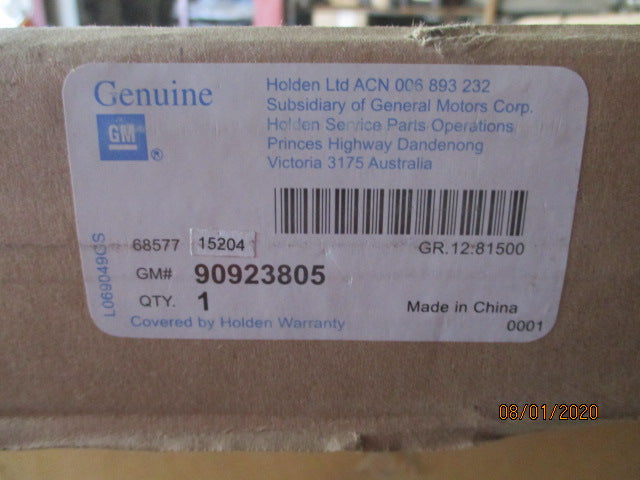 Genuine
GM
®
Holden Ltd ACN 006 893 232
Subsidiary of General Motors Corp.
Holden Service Parts Operations
Princes Highway Dandenong
Victoria 3175 Australia
L069049GS
68577 15204
GR.12:81500
GM# 90923805
QTY. 1
Made in China
Covered by Holden Warranty
0001
08/01/2020